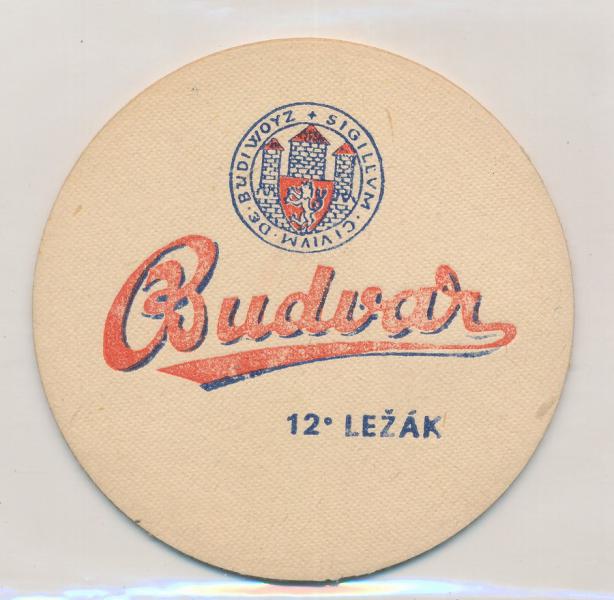 + SIGILLVM · CIVIVM · DE · BUDIWOYZ
Budvar
12° LEŽÁK